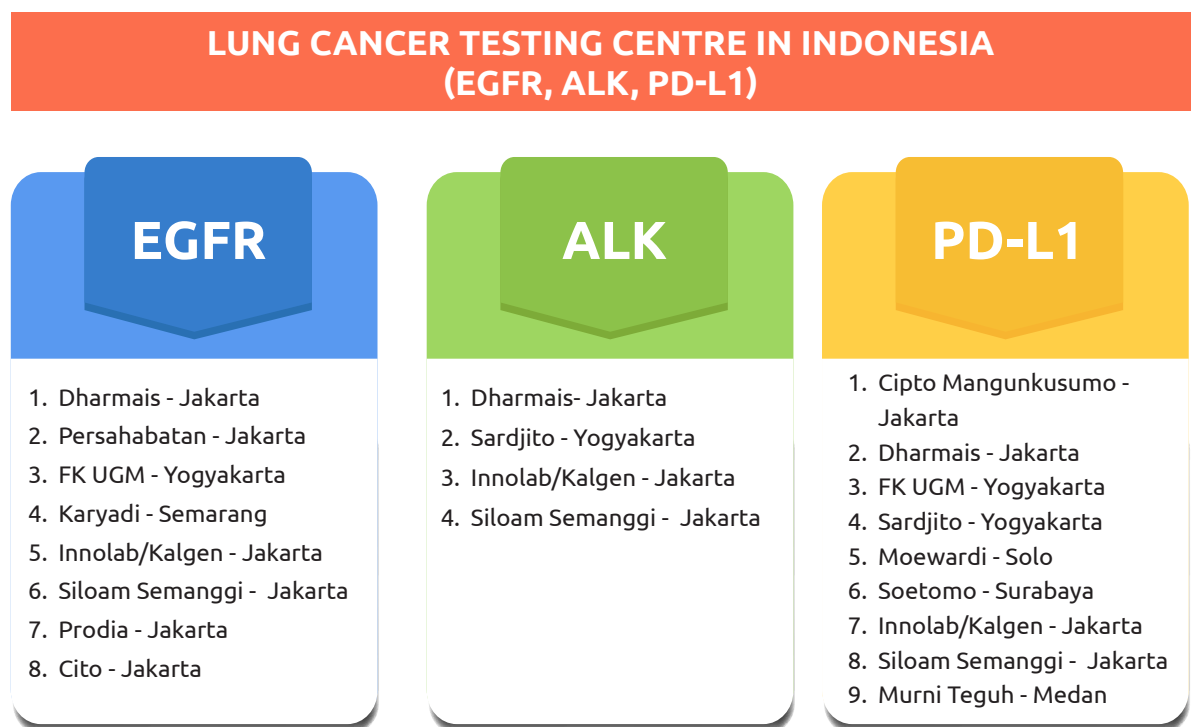 LUNG CANCER TESTING CENTRE IN INDONESIA
(EGFR, ALK, PD-L1)
EGFR
1. Dharmais - Jakarta
2. Persahabatan - Jakarta
3. FK UGM - Yogyakarta
4. Karyadi - Semarang
5. Innolab/Kalgen - Jakarta
6. Siloam Semanggi - Jakarta
7. Prodia - Jakarta
8. Cito - Jakarta
ALK
1. Dharmais- Jakarta
2. Sardjito - Yogyakarta
3. Innolab/Kalgen - Jakarta
4. Siloam Semanggi - Jakarta
PD-L1
1. Cipto Mangunkusumo -
Jakarta
2. Dharmais - Jakarta
3. FK UGM - Yogyakarta
4. Sardjito - Yogyakarta
5. Moewardi - Solo
6. Soetomo - Surabaya
7. Innolab/Kalgen - Jakarta
8. Siloam Semanggi - Jakarta
9. Murni Teguh - Medan